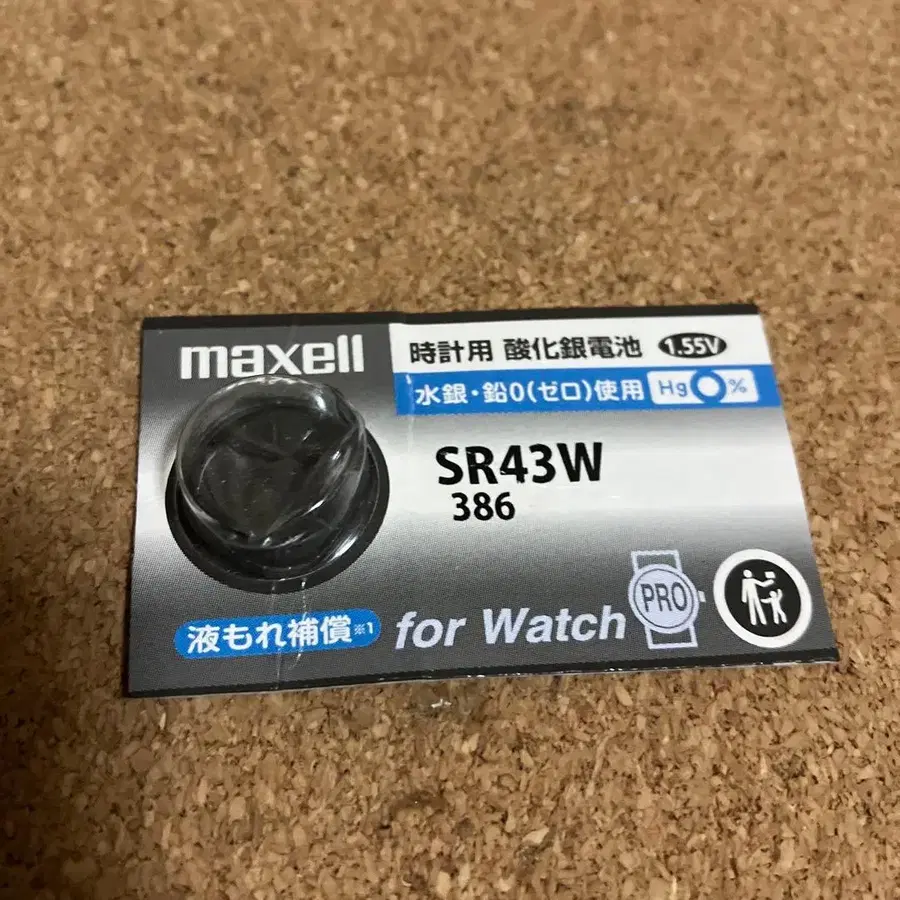 maxell
時計用 酸化銀電池 1.55V
水銀・鉛0(ゼロ)使用 Hg0%
SR43W
386
液もれ補償※1
for Watch PRO